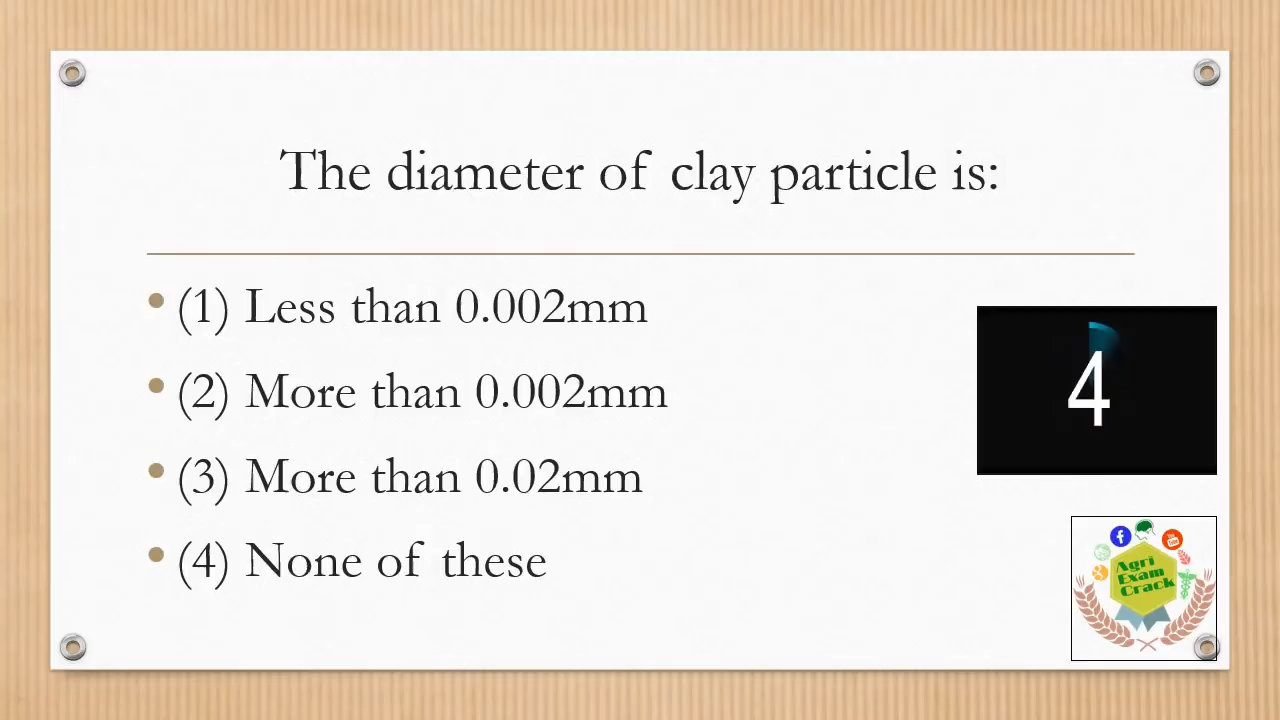 The diameter of clay particle is:
• (1) Less than 0.002mm
• (2) More than 0.002mm
• (3) More than 0.02mm
• (4) None of these
4
Agri
Exam
Crack